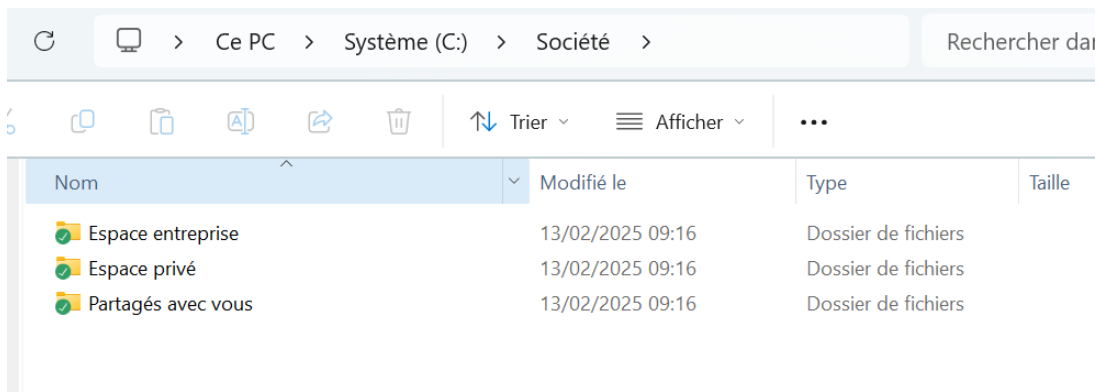 Ce PC > Système (C:) > Société > Rechercher dan
Trier Afficher
Nom Modifié le Type Taille
Espace entreprise 13/02/2025 09:16 Dossier de fichiers
Espace privé 13/02/2025 09:16 Dossier de fichiers
Partagés avec vous 13/02/2025 09:16 Dossier de fichiers